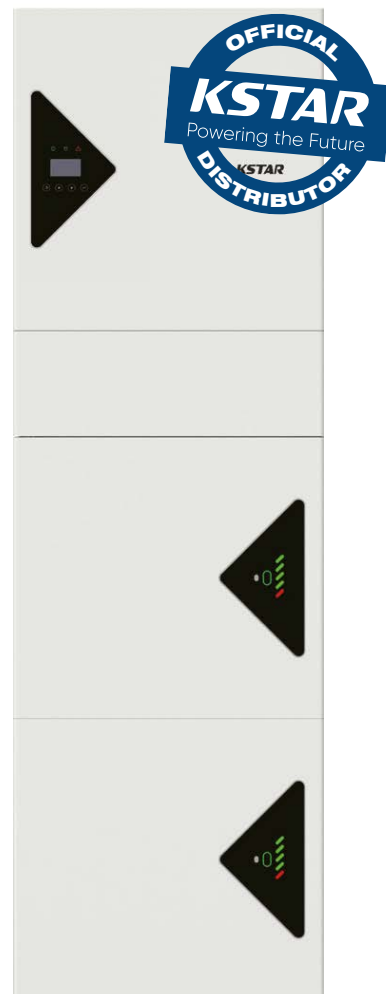 OFFICIAL
KSTAR
Powering the Future
KSTAR
DISTRIBUTOR